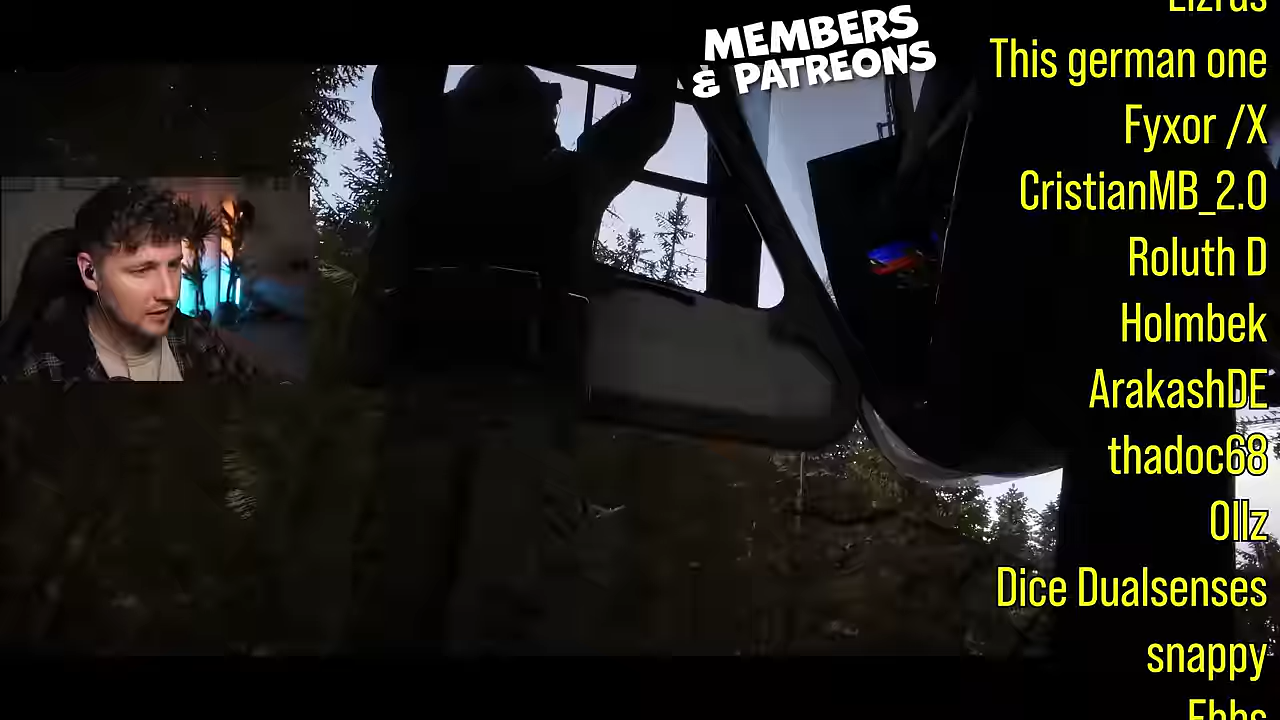 MEMBERS
& PATREONS
This german one
Fyxor /X
CristianMB_2.0
Roluth D
Holmbek
ArakashDE
thadoc68
Ollz
Dice Dualsenses
snappy